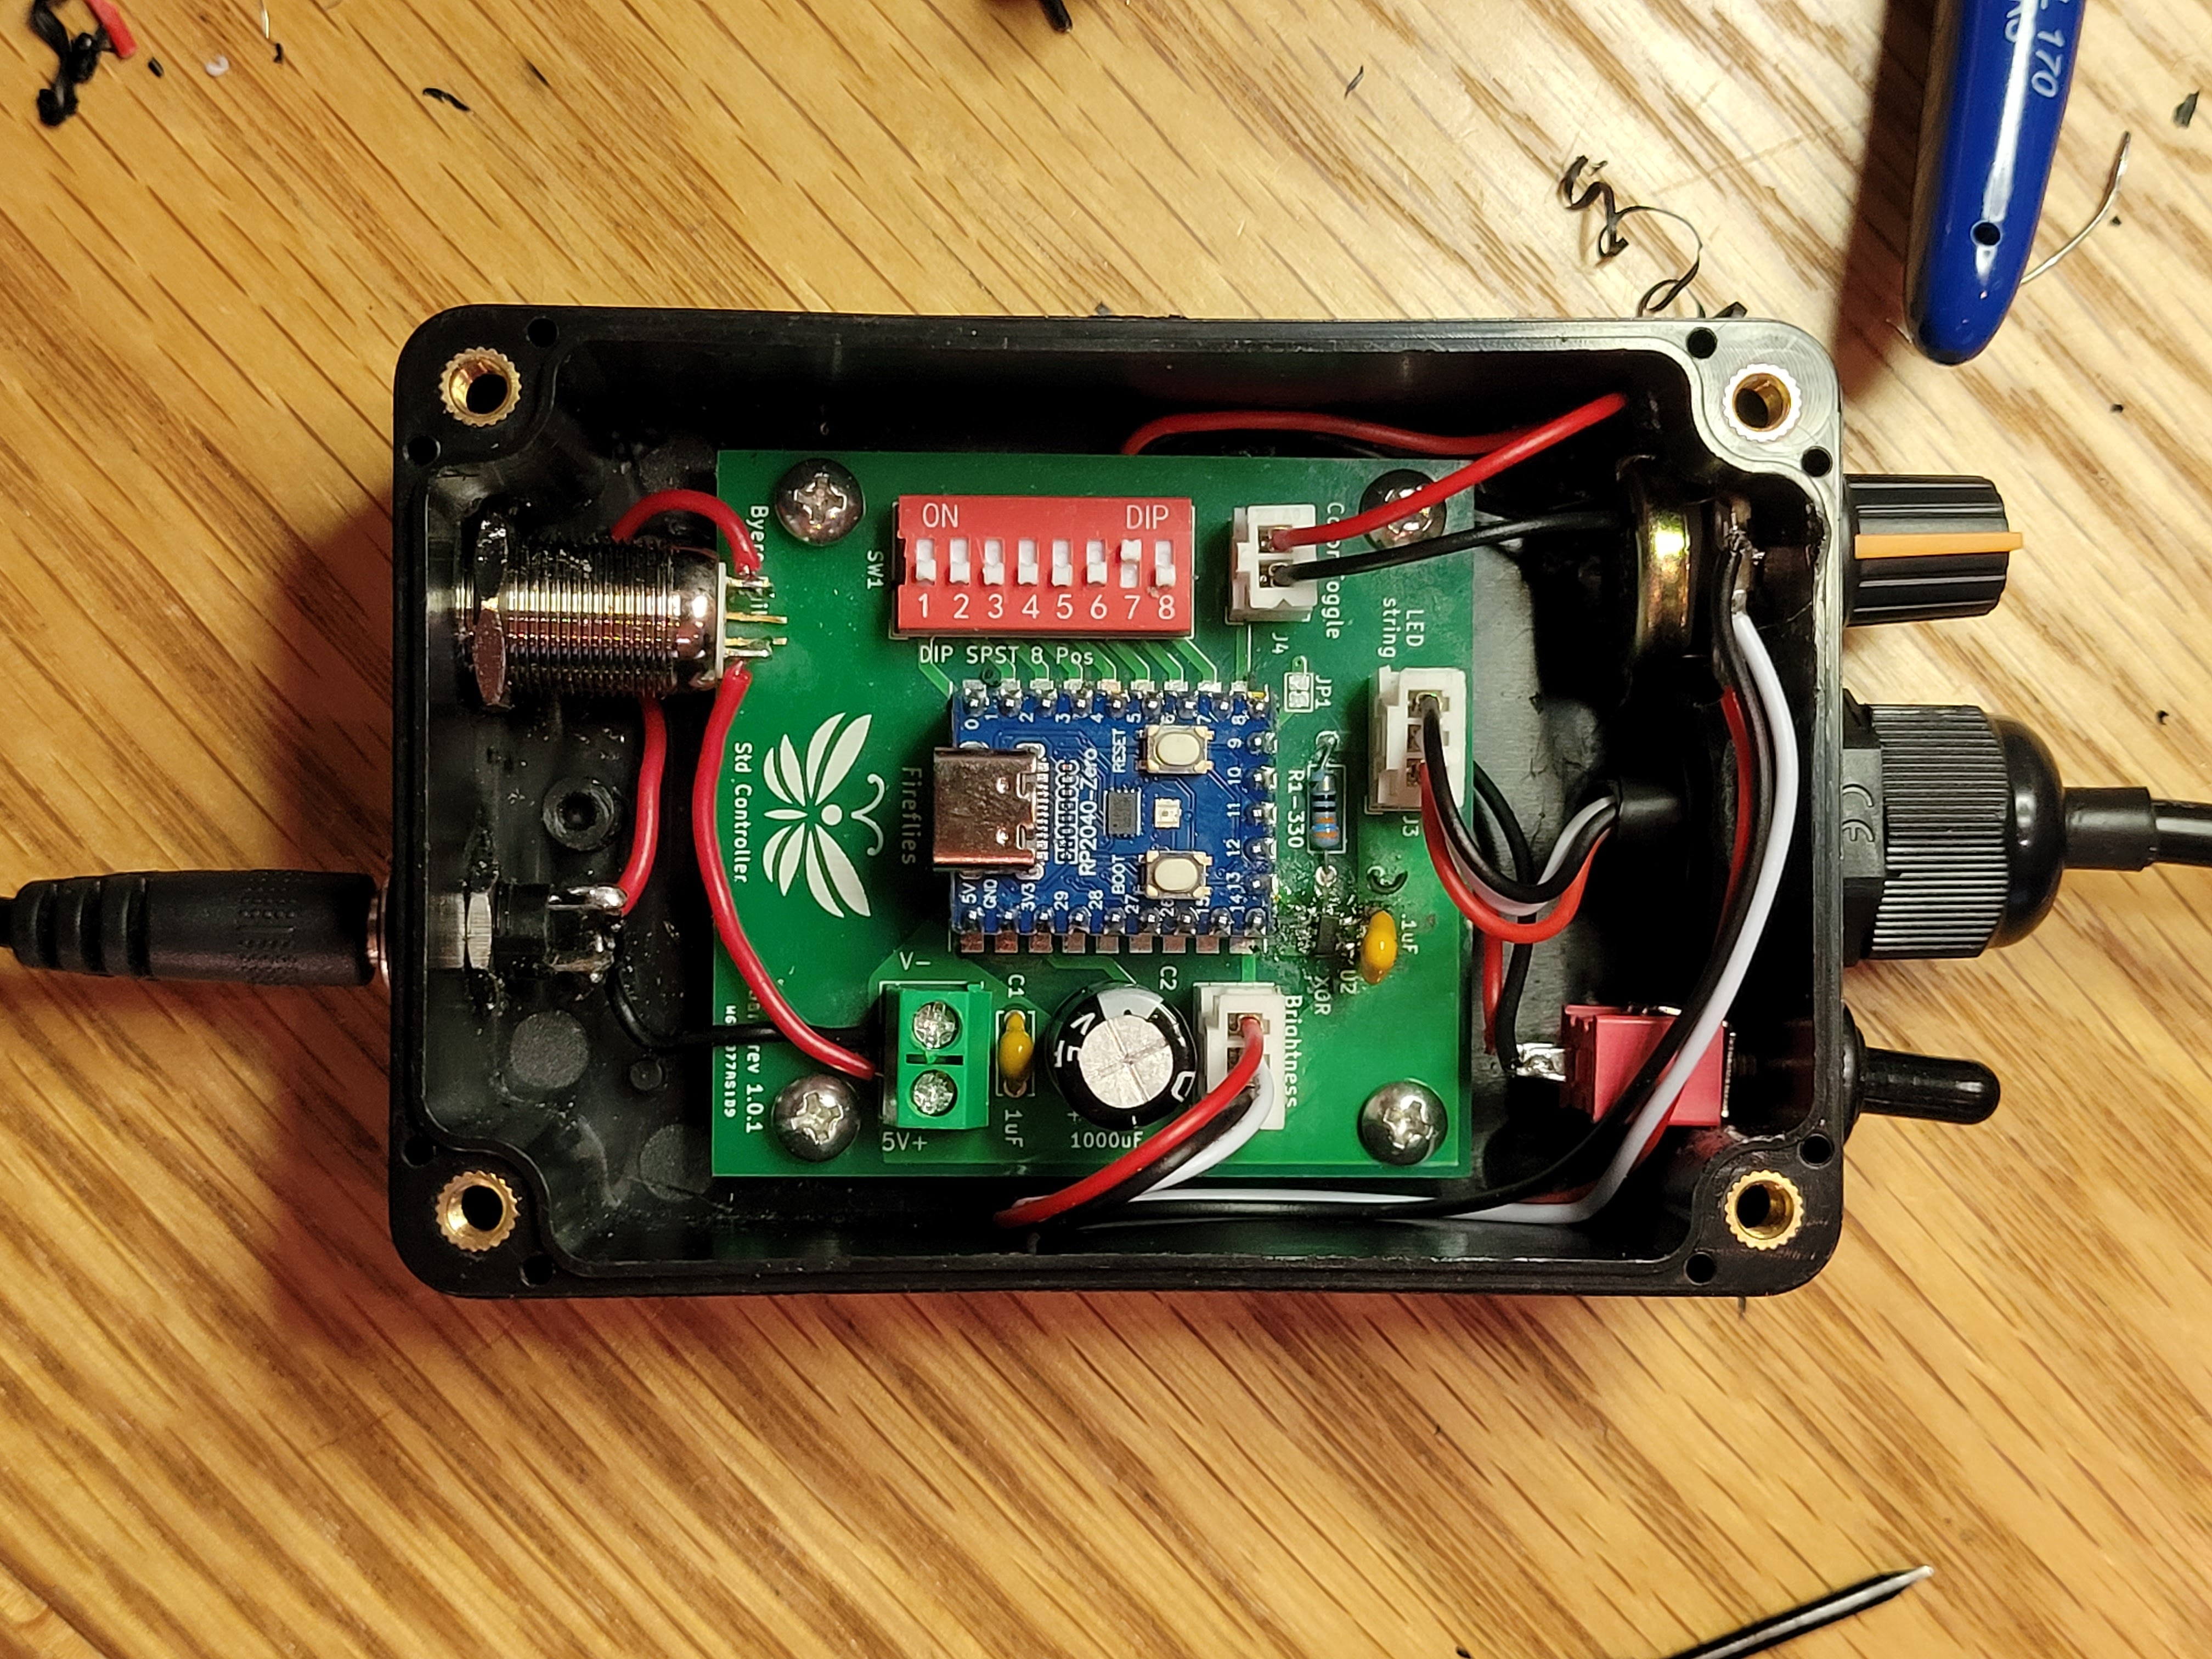 170
ON DIP
1 2 3 4 5 6 7 8
SW1
DIP SPST 8 Pos
J4
LED
string
J3
JP1
R1-330
.1uF
U2
XOR
Fireflies
Std Controller
rev 1.0.1
0 1 2 3 4 5 6 7 8
9
10
11
12
13
14
RESET
BOOT
RP2040-Zero
5V
GND
3V3
29
28
27
V-
5V+
C1
1uF
C2
1000uF
Brightness
CE